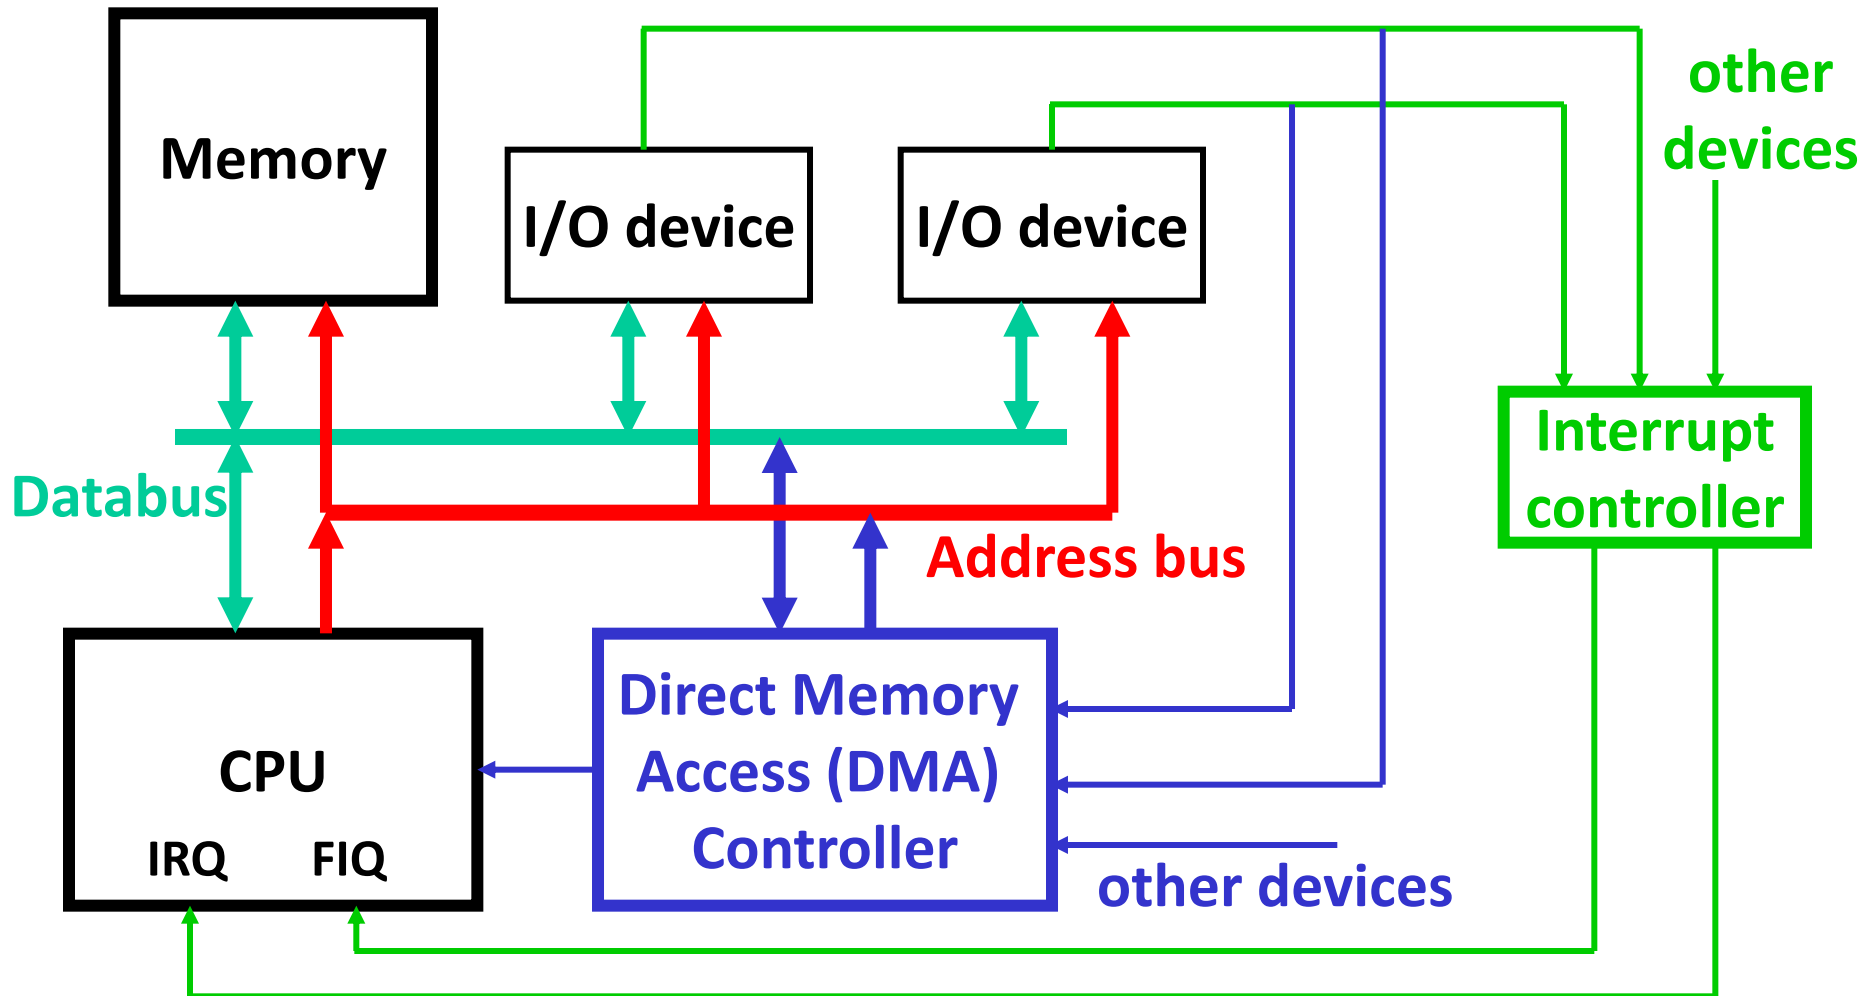 other
devices
Memory
I/O device
I/O device
Interrupt
controller
Databus
Address bus
Direct Memory
Access (DMA)
Controller
CPU
IRQ
FIQ
other devices